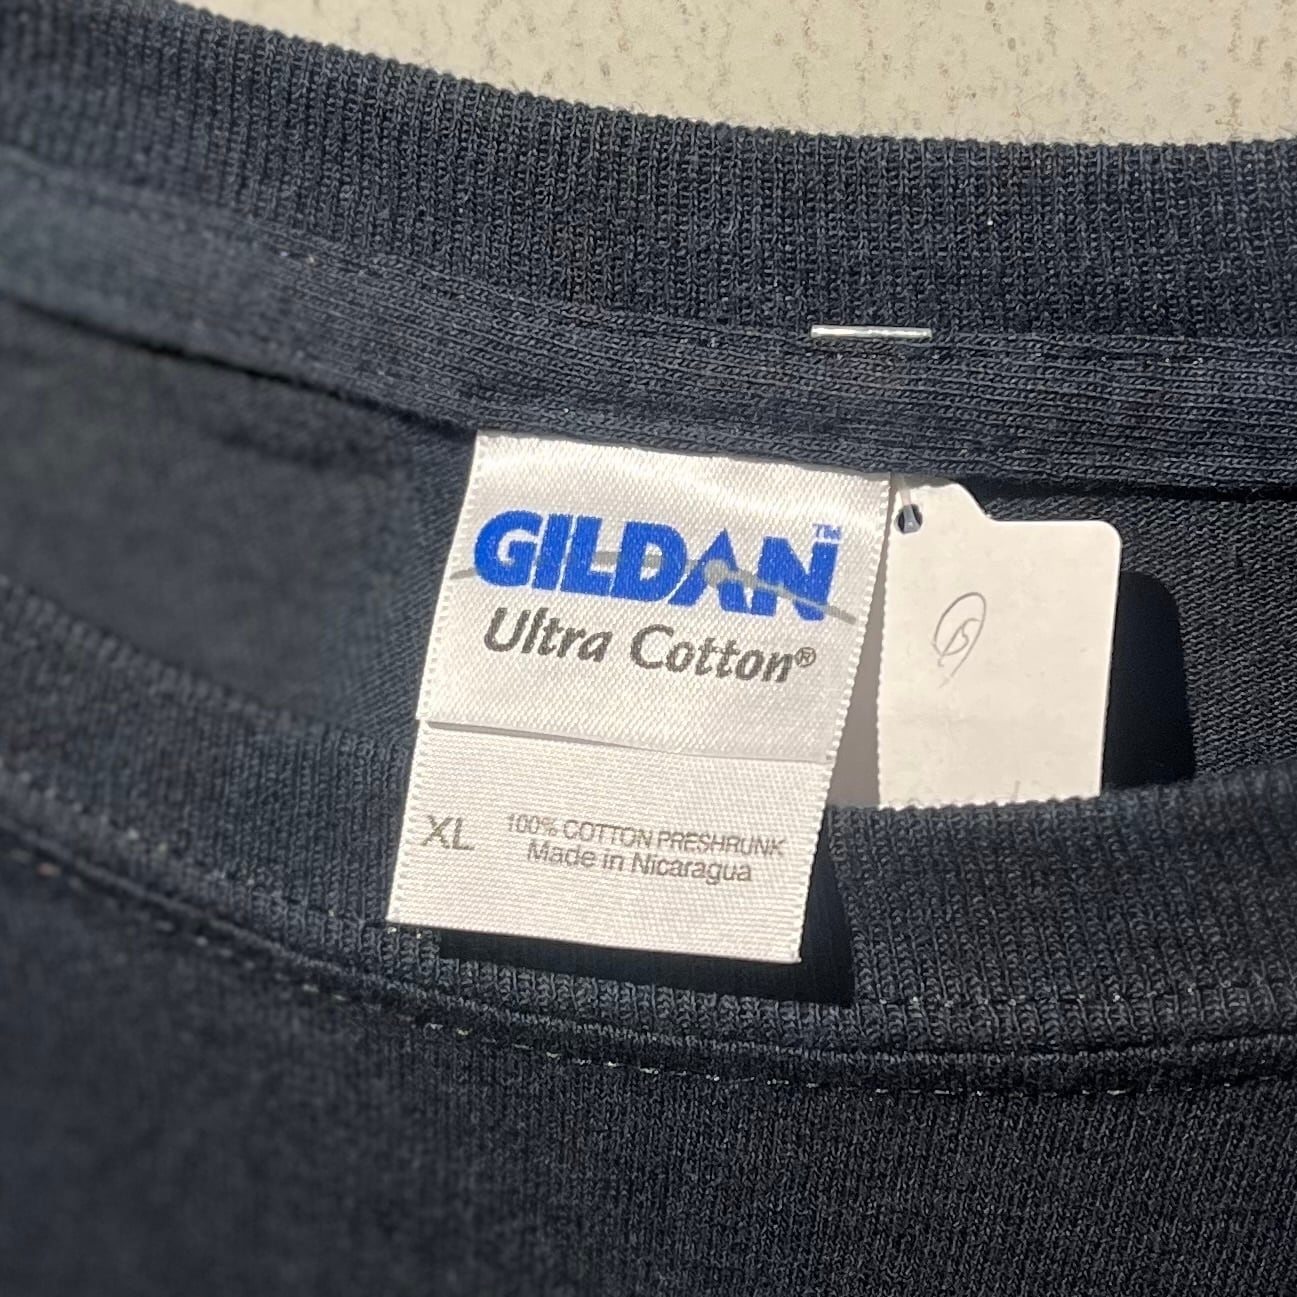 GILDAN™
Ultra Cotton®
XL 100% COTTON PRESHRUNK
Made in Nicaragua